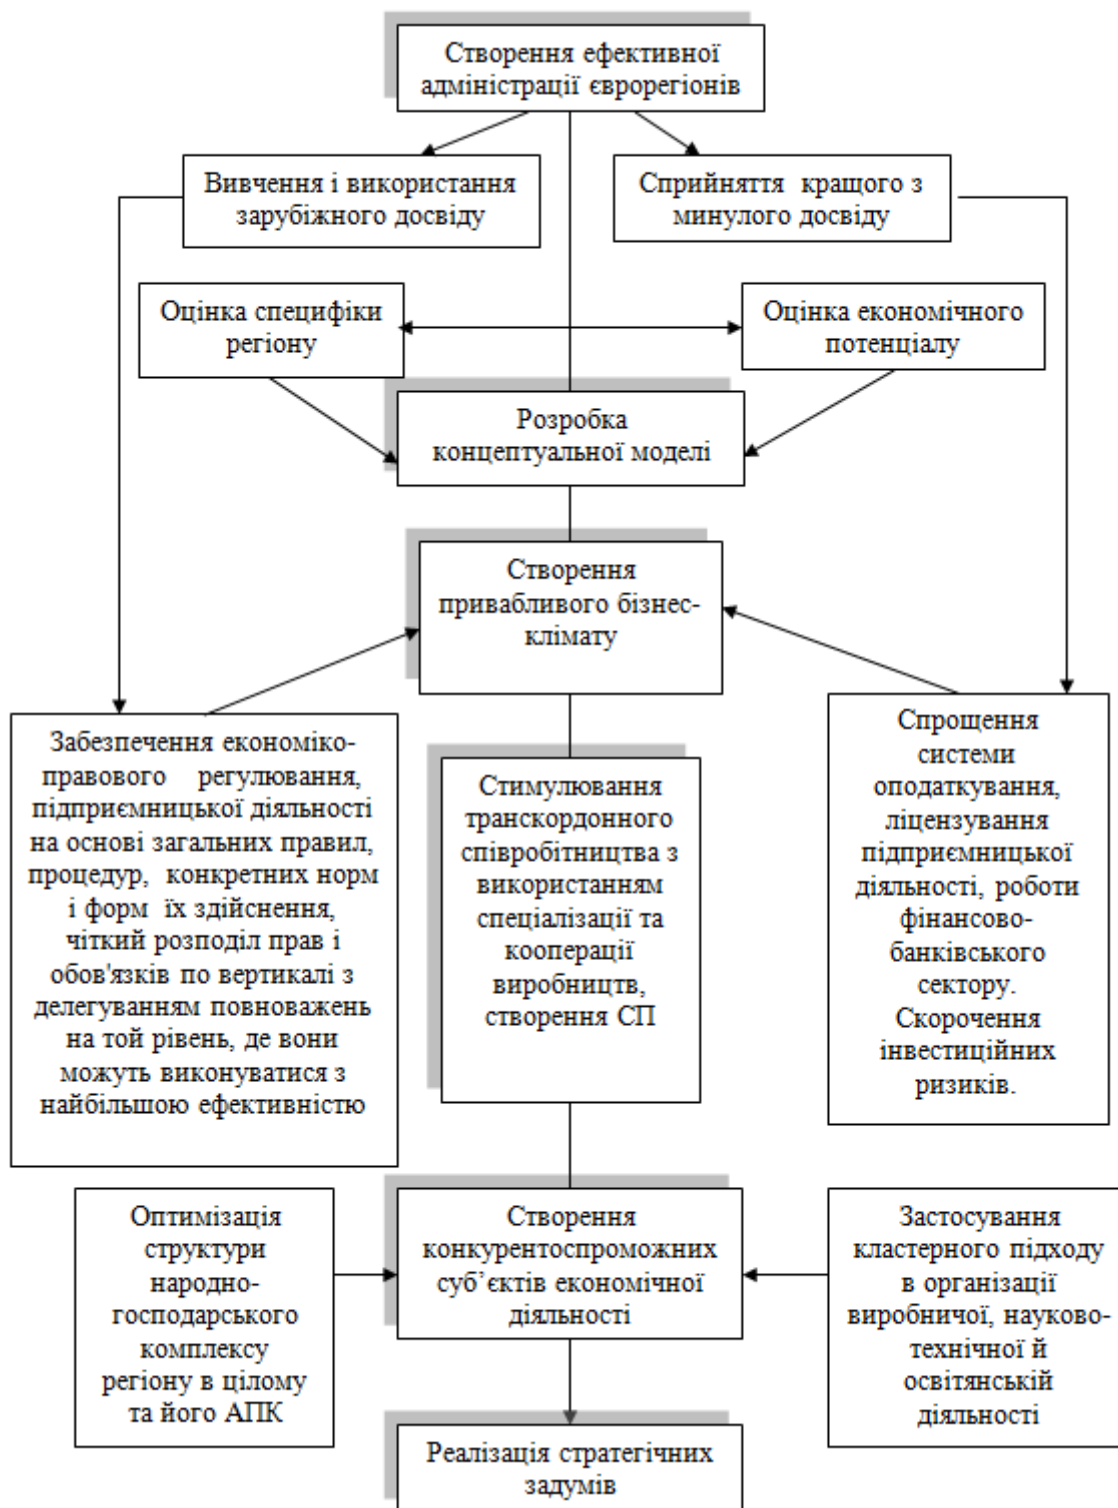 Створення ефективної
адміністрації єврорегіонів
Вивчення і використання
зарубіжного досвіду
Сприйняття кращого з
минулого досвіду
Оцінка специфіки
регіону
Оцінка економічного
потенціалу
Розробка
концептуальної моделі
Створення
привабливого бізнес-
клімату
Забезпечення економіко-
правового регулювання,
підприємницької діяльності
на основі загальних правил,
процедур, конкретних норм
і форм їх здійснення,
чіткий розподіл прав і
обов'язків по вертикалі з
делегуванням повноважень
на той рівень, де вони
можуть виконуватися з
найбільшою ефективністю
Стимулювання
транскордонного
співробітництва з
використанням
спеціалізації та
кооперації
виробництв,
створення СП
Спрощення
системи
оподаткування,
ліцензування
підприємницької
діяльності, роботи
фінансово-
банківського
сектору.
Скорочення
інвестиційних
ризиків.
Оптимізація
структури
народно-
господарського
комплексу
регіону в цілому
та його АПК
Створення
конкурентоспроможних
суб’єктів економічної
діяльності
Застосування
кластерного підходу
в організації
виробничої, науково-
технічної й
освітянській
діяльності
Реалізація стратегічних
задумів